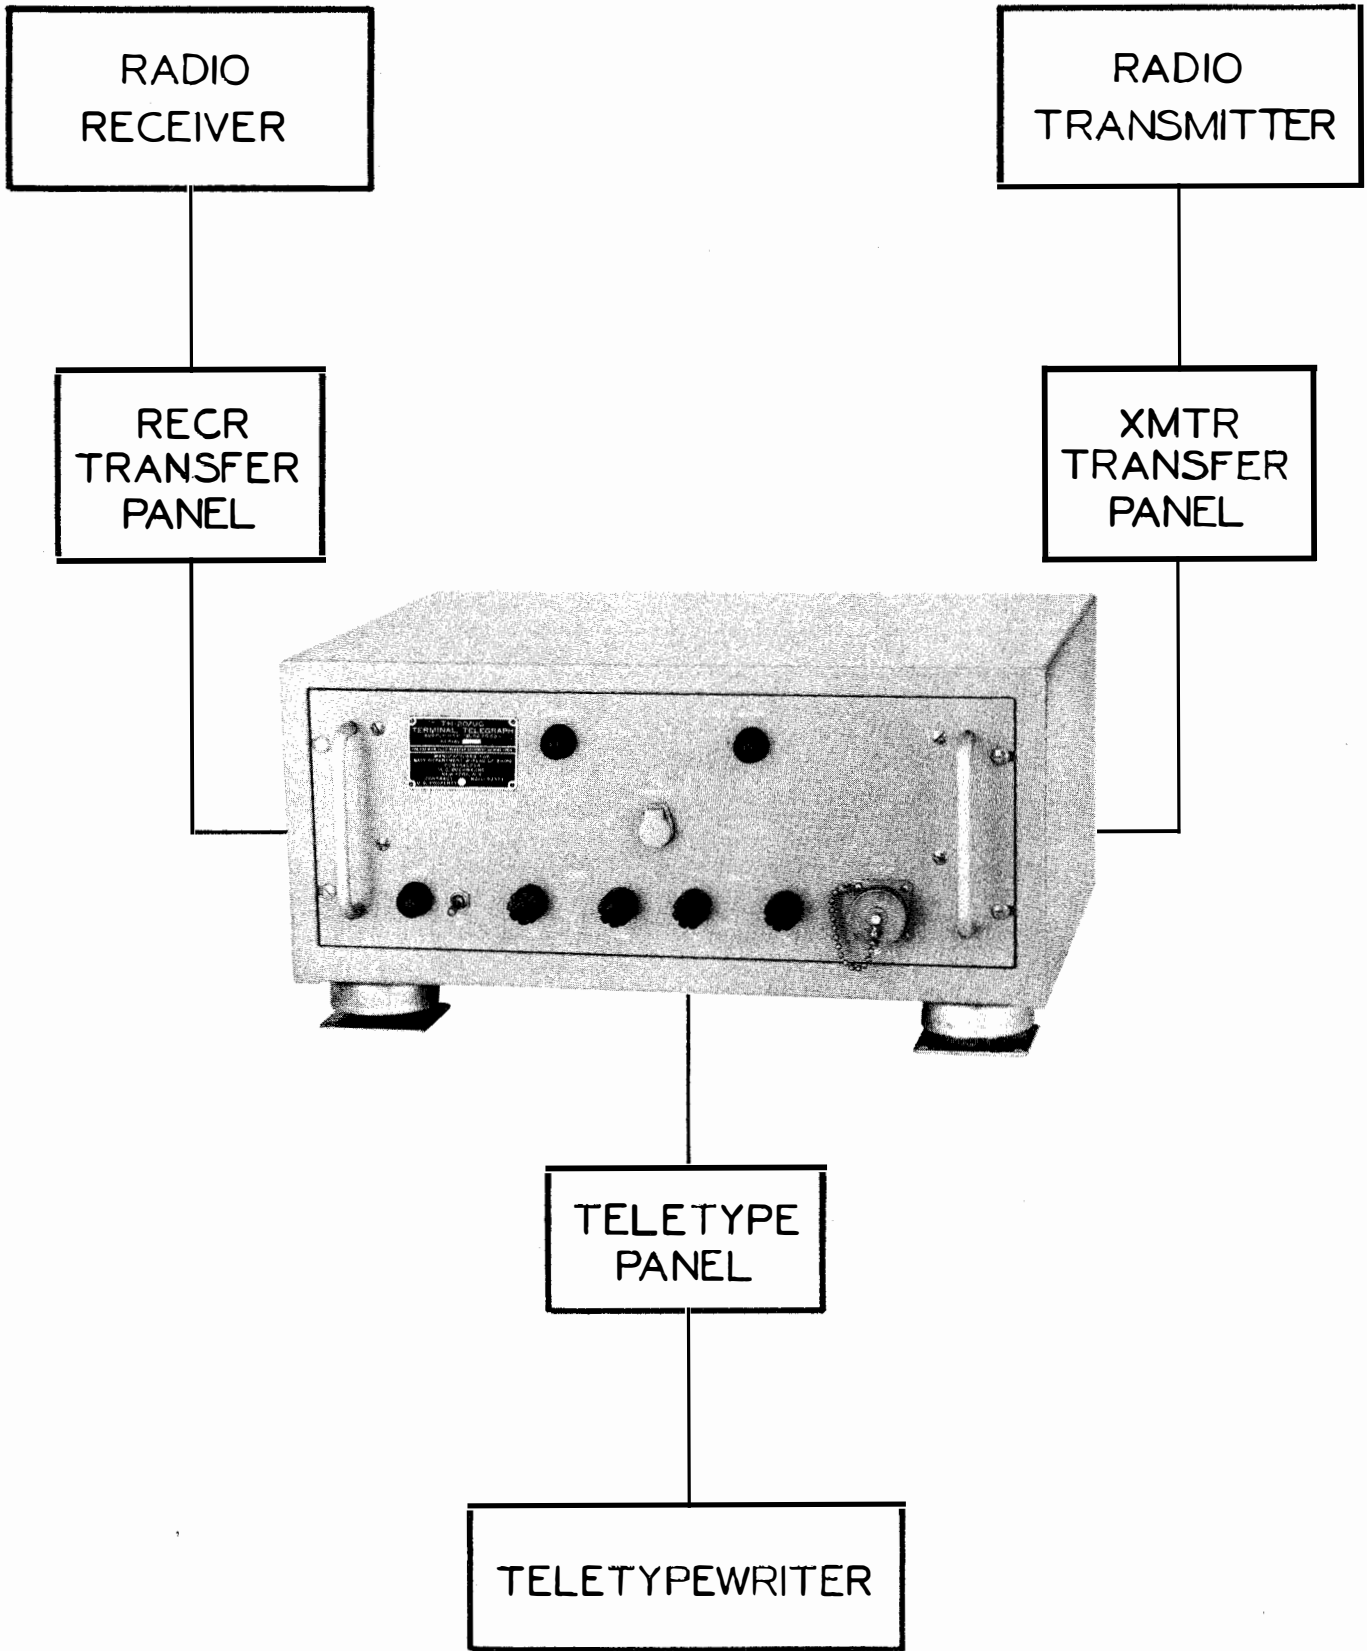 RADIO
RECEIVER
RADIO
TRANSMITTER
RECR
TRANSFER
PANEL
XMTR
TRANSFER
PANEL
TERMINAL, TELEGRAPH
TELETYPE
PANEL
TELETYPEWRITER